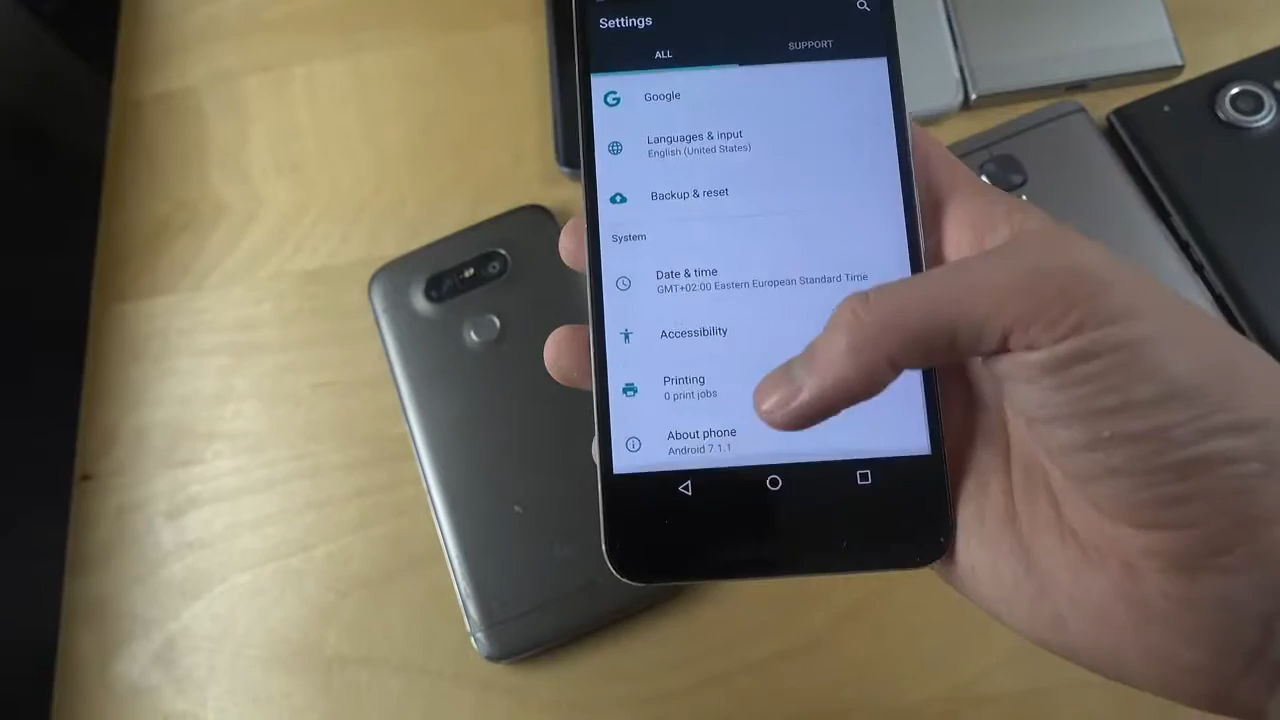 Settings
ALL
SUPPORT
Google
Languages & input
English (United States)
Backup & reset
System
Date & time
GMT+02:00 Eastern European Standard Time
Accessibility
Printing
0 print jobs
About phone
Android 7.1.1